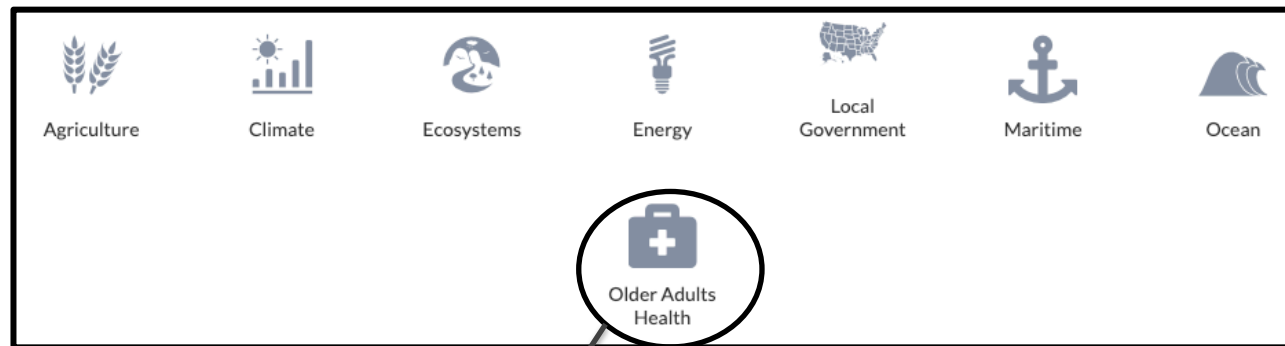 Agriculture
Climate
Ecosystems
Energy
Local
Government
Maritime
Ocean
Older Adults
Health